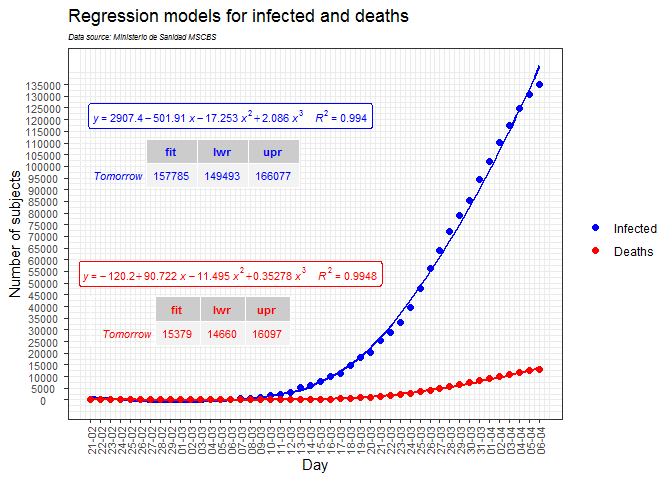 Regression models for infected and deaths
Data source: Ministerio de Sanidad MSCBS
Number of subjects
135000
130000
125000
120000
115000
110000
105000
100000
95000
90000
85000
80000
75000
70000
65000
60000
55000
50000
45000
40000
35000
30000
25000
20000
15000
10000
5000
0
y = 2907.4 − 501.91 x − 17.253 x² + 2.086 x³ R² = 0.994
fit lwr upr
Tomorrow 157785 149493 166077
y = − 120.2 + 90.722 x − 11.495 x² + 0.35278 x³ R² = 0.9948
fit lwr upr
Tomorrow 15379 14660 16097
Infected
Deaths
21-02 22-02 23-02 24-02 25-02 26-02 27-02 28-02 29-02 01-03 02-03 03-03 04-03 05-03 06-03 07-03 08-03 09-03 10-03 11-03 12-03 13-03 14-03 15-03 16-03 17-03 18-03 19-03 20-03 21-03 22-03 23-03 24-03 25-03 26-03 27-03 28-03 29-03 30-03 31-03 01-04 02-04 03-04 04-04 05-04 06-04
Day